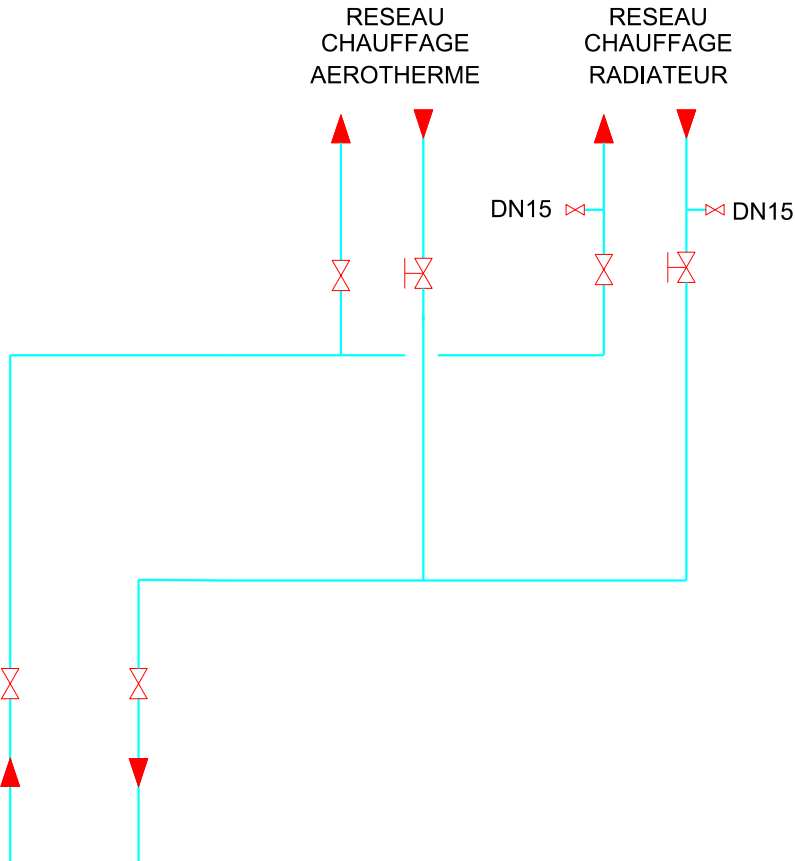 RESEAU
CHAUFFAGE
AEROTHERME
RESEAU
CHAUFFAGE
RADIATEUR
DN15
DN15